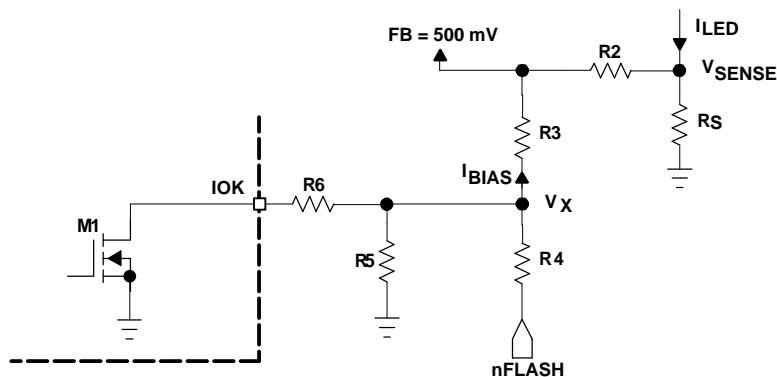 FB = 500 mV
ILED
R2
VSENSE
RS
R3
IOK
R6
IBIAS
VX
M1
R5
R4
nFLASH